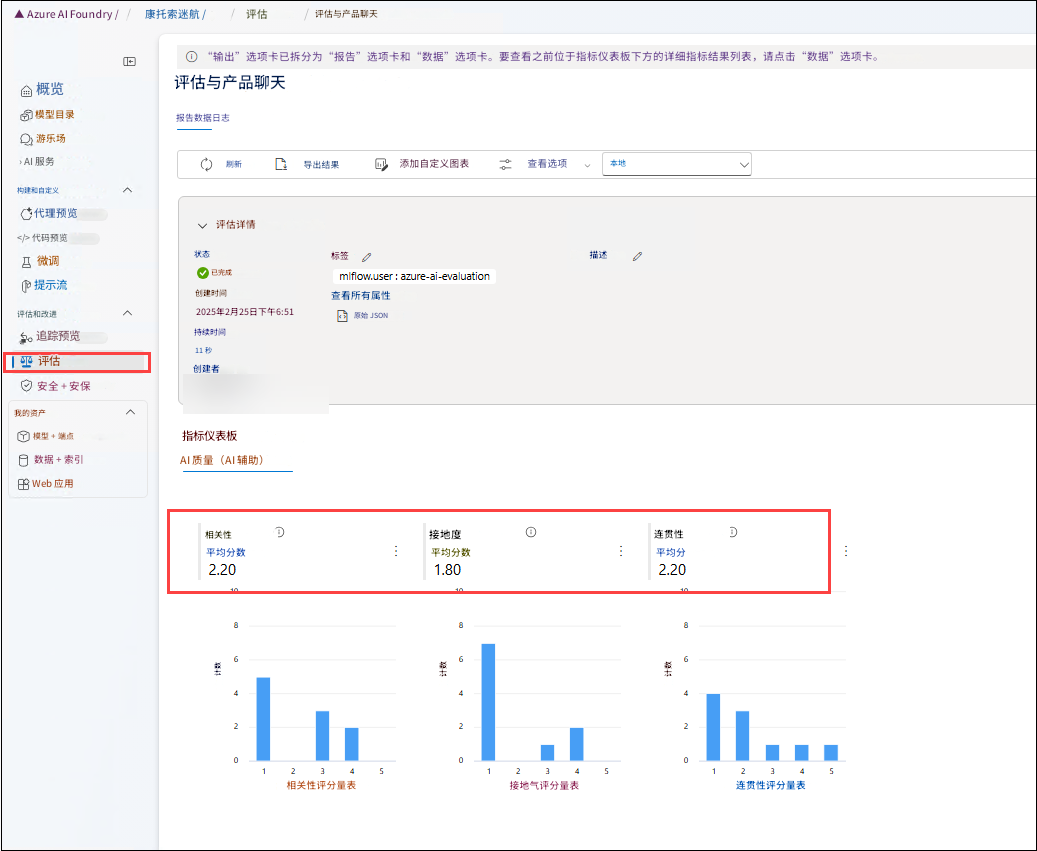 Azure AI Foundry / 康托索迷航 / / 评估 / 评估与产品聊天
“输出”选项卡已拆分为“报告”选项卡和“数据”选项卡。要查看之前位于指标仪表板下方的详细指标结果列表，请点击“数据”选项卡。
评估与产品聊天
报告数据日志
刷新 导出结果 添加自定义图表 查看选项 本地
概览
模型目录
游乐场
AI 服务
构建和自定义
代理预览
</> 代码预览
微调
提示流
评估和改进
追踪预览
评估
安全 + 安保
我的资产
模型 + 端点
数据 + 索引
Web 应用
评估详情
状态
已完成
创建时间
2025年2月25日下午6:51
持续时间
11 秒
创建者
标签
mlflow.user : azure-ai-evaluation
查看所有属性
原始 JSON
描述
指标仪表板
AI 质量（AI 辅助）
相关性
平均分数
2.20
接地度
平均分数
1.80
连贯性
平均分
2.20
10
8
6
4
2
0
计数
1 2 3 4 5
相关性评分量表
10
8
6
4
2
0
计数
1 2 3 4 5
接地气评分量表
10
8
6
4
2
0
计数
1 2 3 4 5
连贯性评分量表